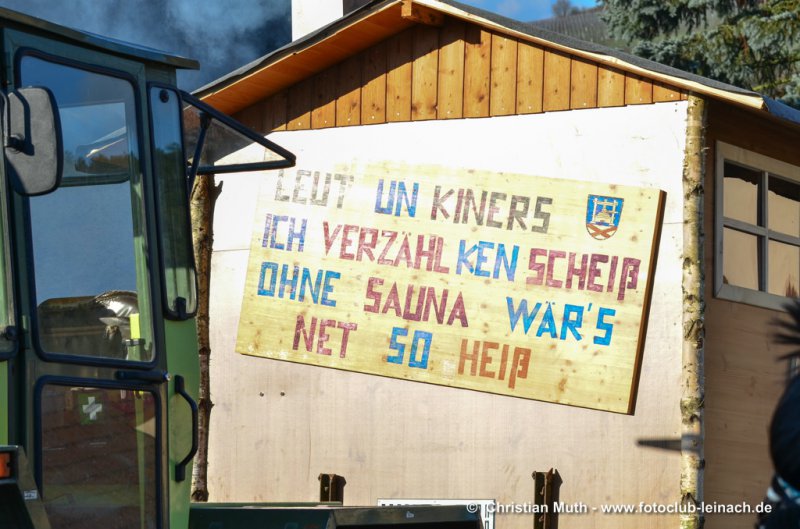 LEUT UN KINERS
ICH VERZÄHL KEN SCHEIß
OHNE SAUNA WÄR'S
NET SO HEIß
© Christian Muth - www.fotoclub-leinach.de